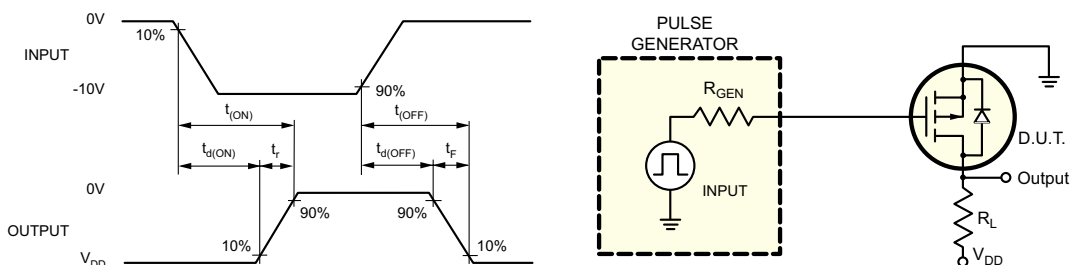 0V
10%
INPUT
-10V
90%
t(ON)
t(OFF)
td(ON)
tr
td(OFF)
tF
0V
90%
90%
OUTPUT
10%
10%
VDD
PULSE
GENERATOR
RGEN
INPUT
D.U.T.
Output
RL
VDD